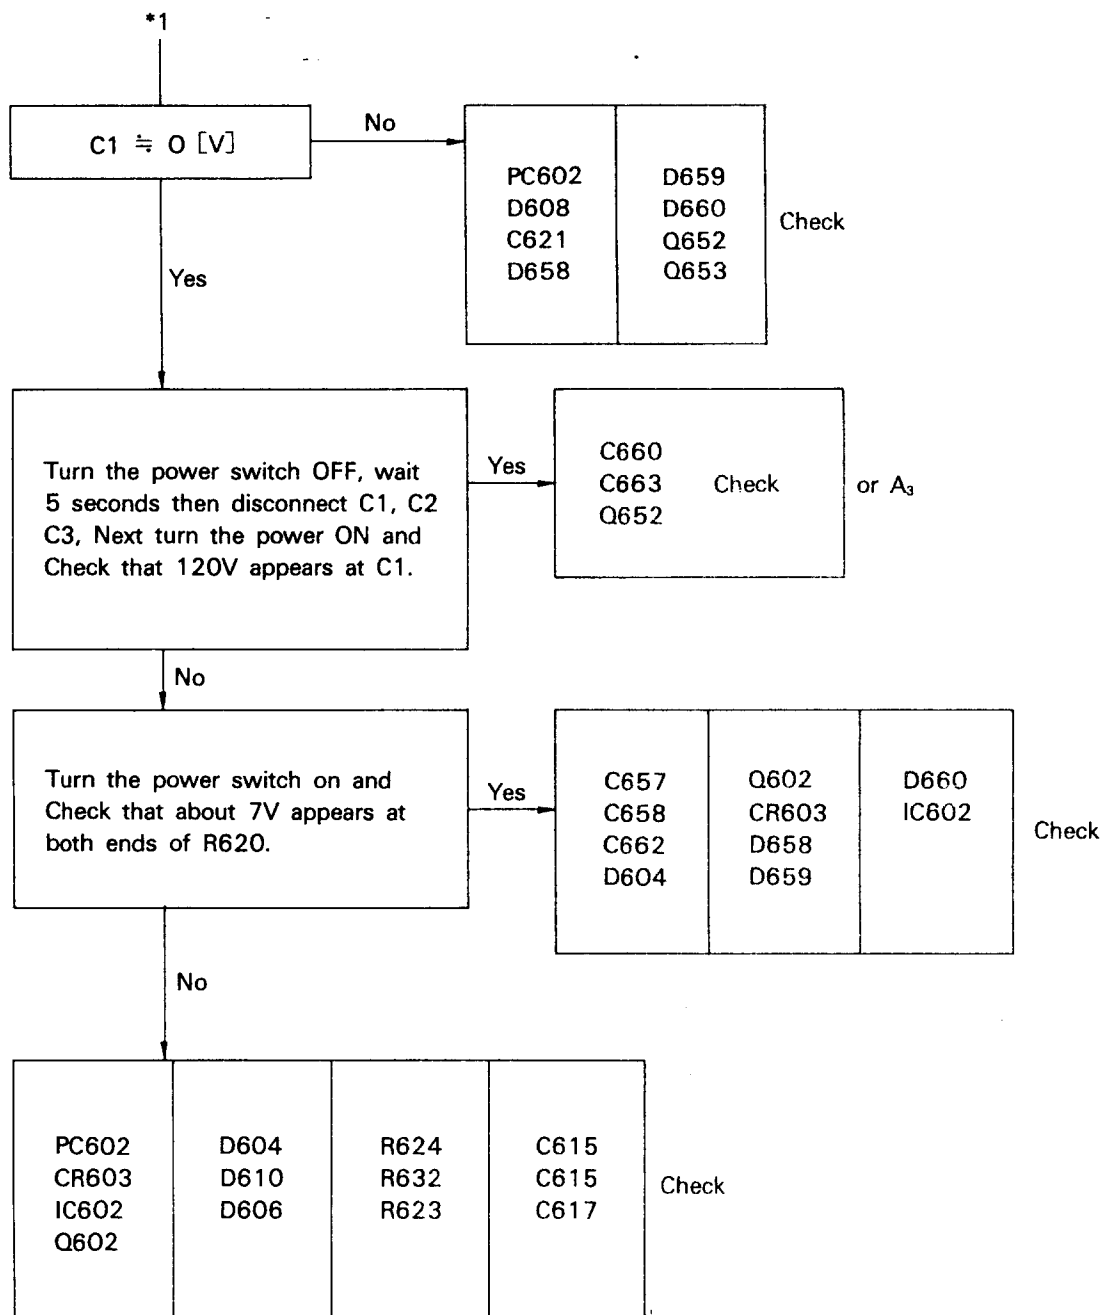 *1
C1 ≒ 0 [V]
No
PC602 D659
D608 D660
C621 Q652
D658 Q653
Check
Yes
Turn the power switch OFF, wait
5 seconds then disconnect C1, C2
C3, Next turn the power ON and
Check that 120V appears at C1.
Yes
C660
C663 Check
Q652
or A₃
No
Turn the power switch on and
Check that about 7V appears at
both ends of R620.
Yes
C657 Q602 D660
C658 CR603 IC602
C662 D658
D604 D659
Check
No
PC602 D604 R624 C615
CR603 D610 R632 C615
IC602 D606 R623 C617
Q602
Check